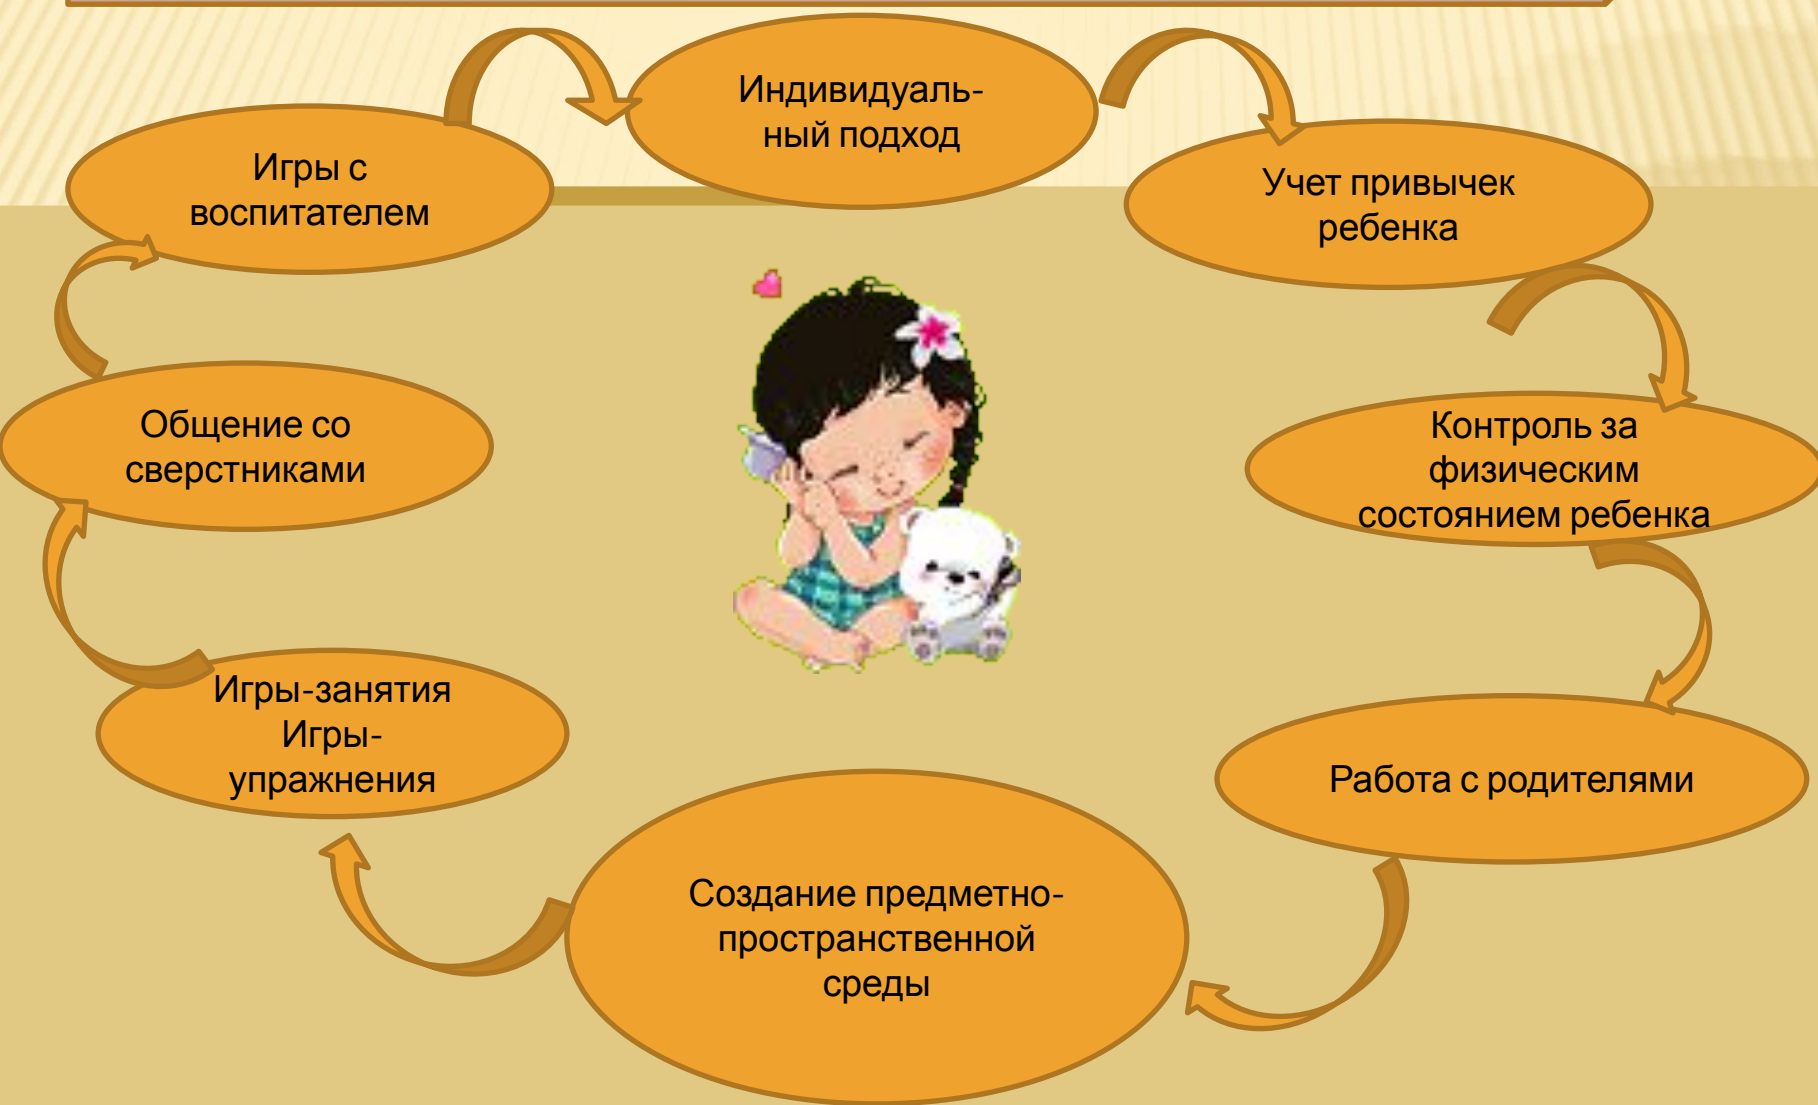 Индивидуаль-
ный подход
Игры с
воспитателем
Учет привычек
ребенка
Общение со
сверстниками
Контроль за
физическим
состоянием ребенка
Игры-занятия
Игры-
упражнения
Работа с родителями
Создание предметно-
пространственной
среды